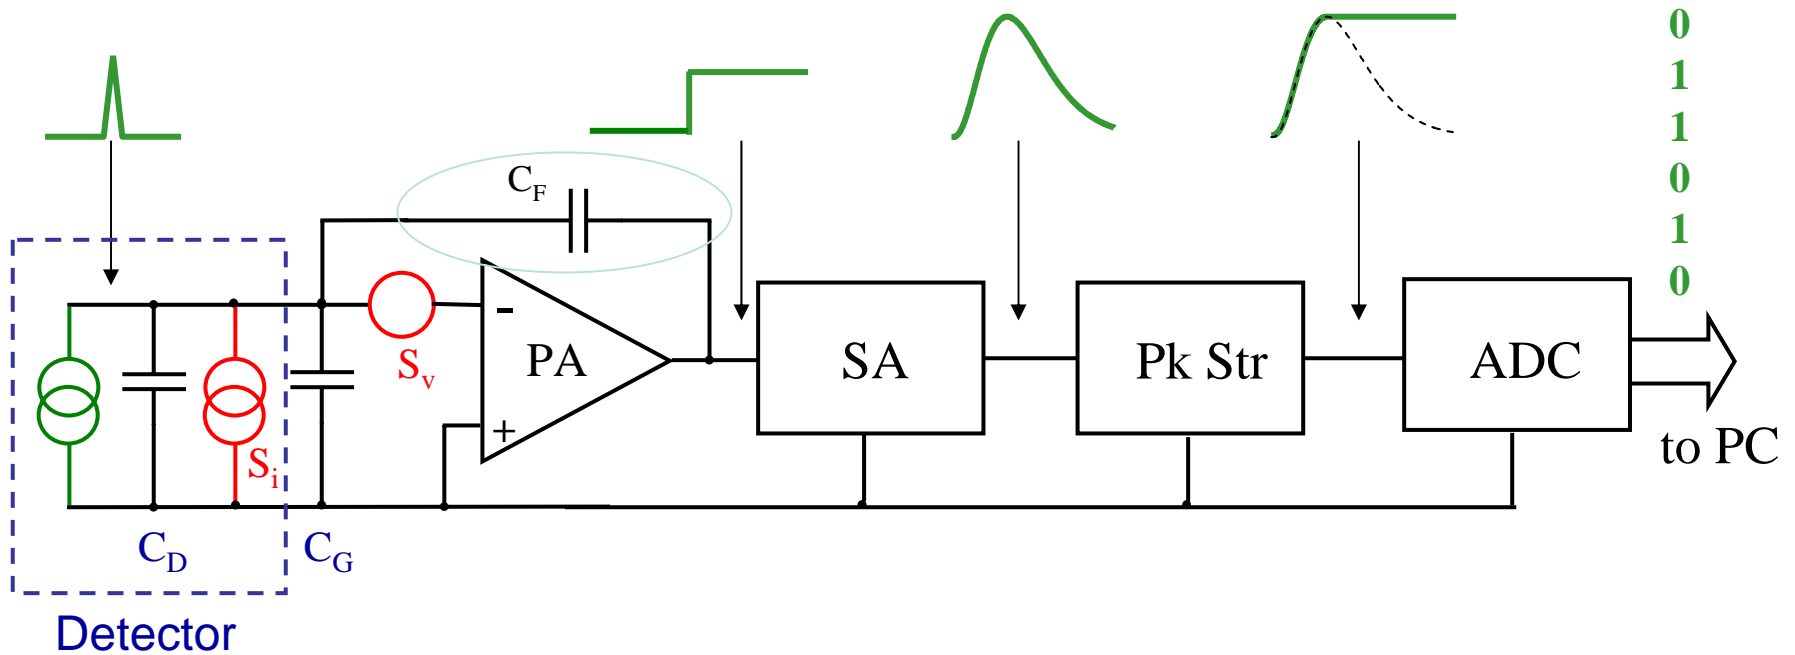 0
1
1
0
1
0
C_F
-
+
PA
SA
Pk Str
ADC
S_v
S_i
to PC
C_D
C_G
Detector